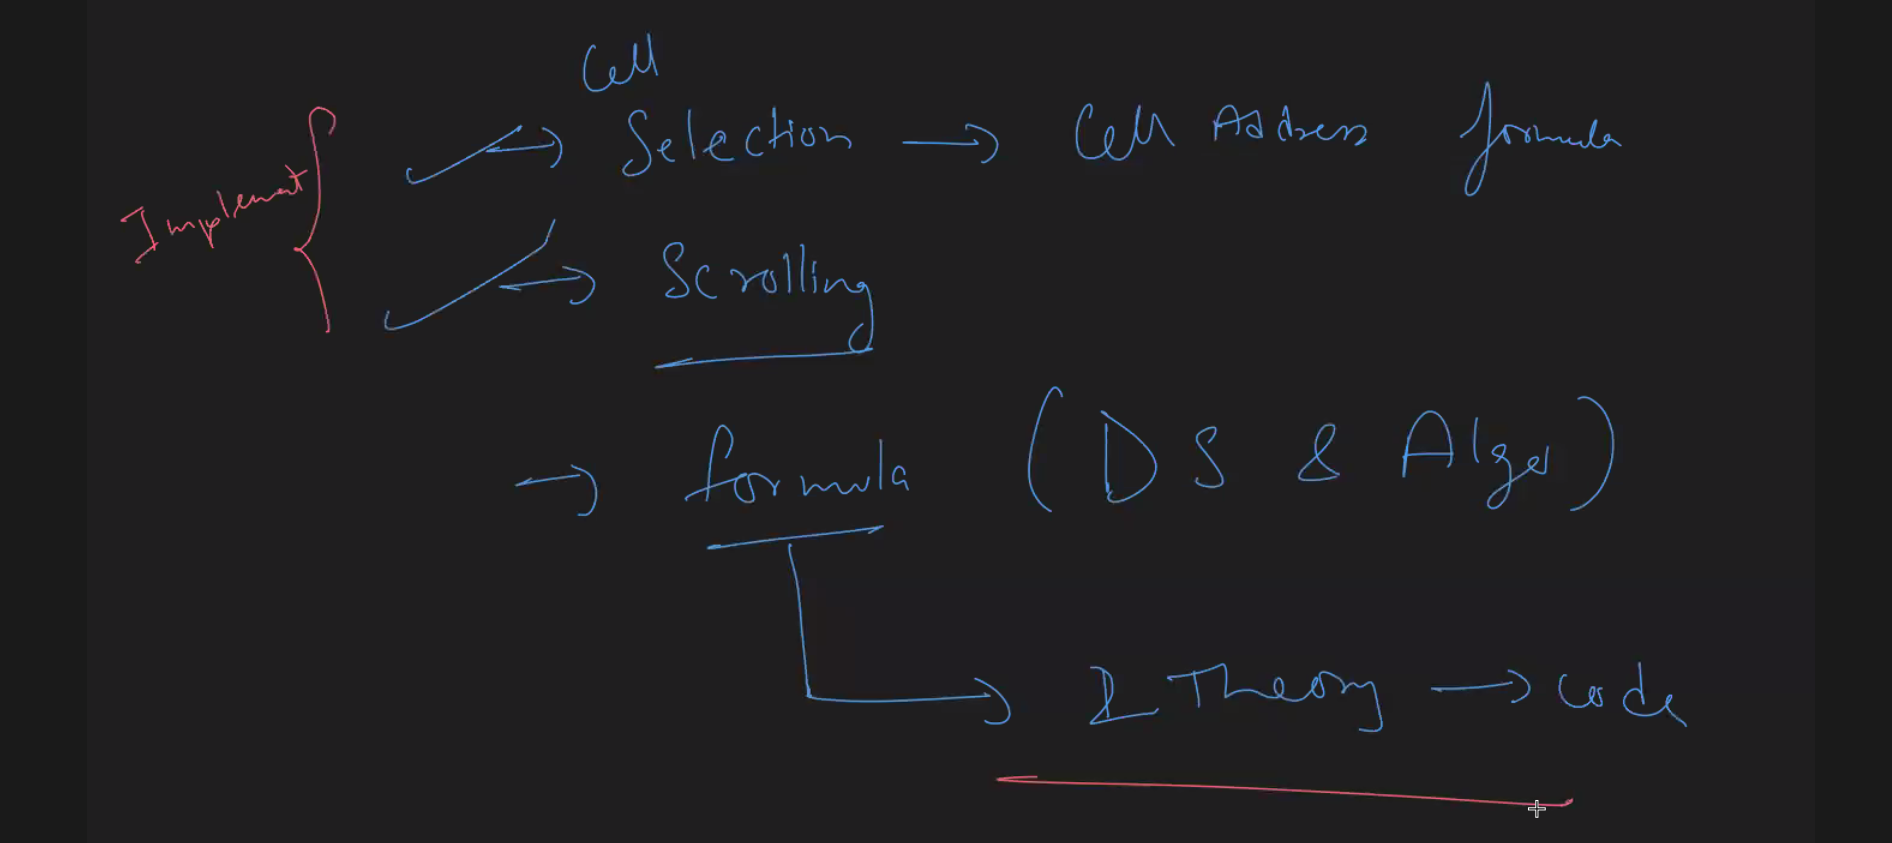 Cell
Selection → Cell Address formula
Implement
→ Scrolling
→ formula (DS & Algo)
Theory → code